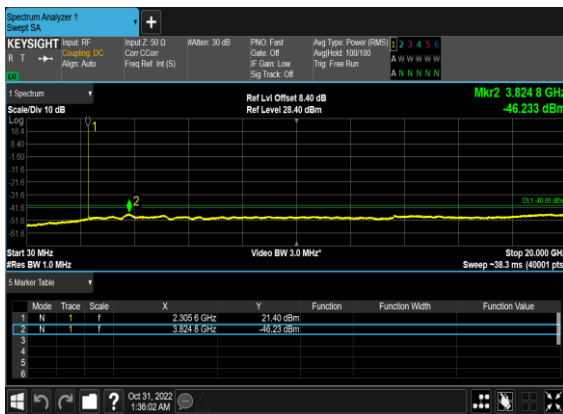 Spectrum Analyzer 1
Swept SA
KEYSIGHT Input: RF Input Z: 50 Ω #Atten: 30 dB PNO: Fast Avg Type: Power (RMS) 1 2 3 4 5 6
R T Coupling: DC Corr CCorr Gate: Off Avg|Hold: 100/100 A W W W W W
Align: Auto Freq Ref: Int (S) IF Gain: Low Trig: Free Run A N N N N N
LXI Sig Track: Off
1 Spectrum Ref Lvl Offset 8.40 dB Mkr2 3.824 8 GHz
Scale/Div 10 dB Ref Level 28.40 dBm -46.233 dBm
Log
18.4
8.40
-1.60
-11.6
-21.6
-31.6
-41.6
-51.6
1
2
DL1 -40.00 dBm
Start 30 MHz Video BW 3.0 MHz* Stop 20.000 GHz
#Res BW 1.0 MHz Sweep ~38.3 ms (40001 pts)
5 Marker Table
Mode Trace Scale X Y Function Function Width Function Value
1 N 1 f 2.305 6 GHz 21.40 dBm
2 N 1 f 3.824 8 GHz -46.23 dBm
3
4
5
6
? Oct 31, 2022
1:36:02 AM